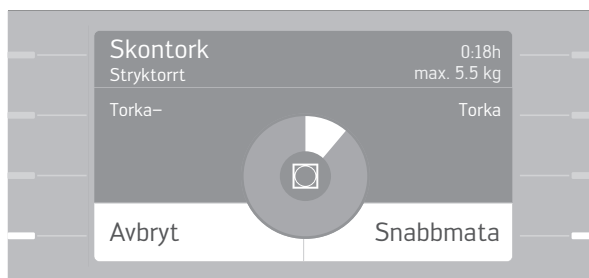 Skontork 0:18h
Stryktorrt max. 5.5 kg
Torka– Torka
Avbryt Snabbmata